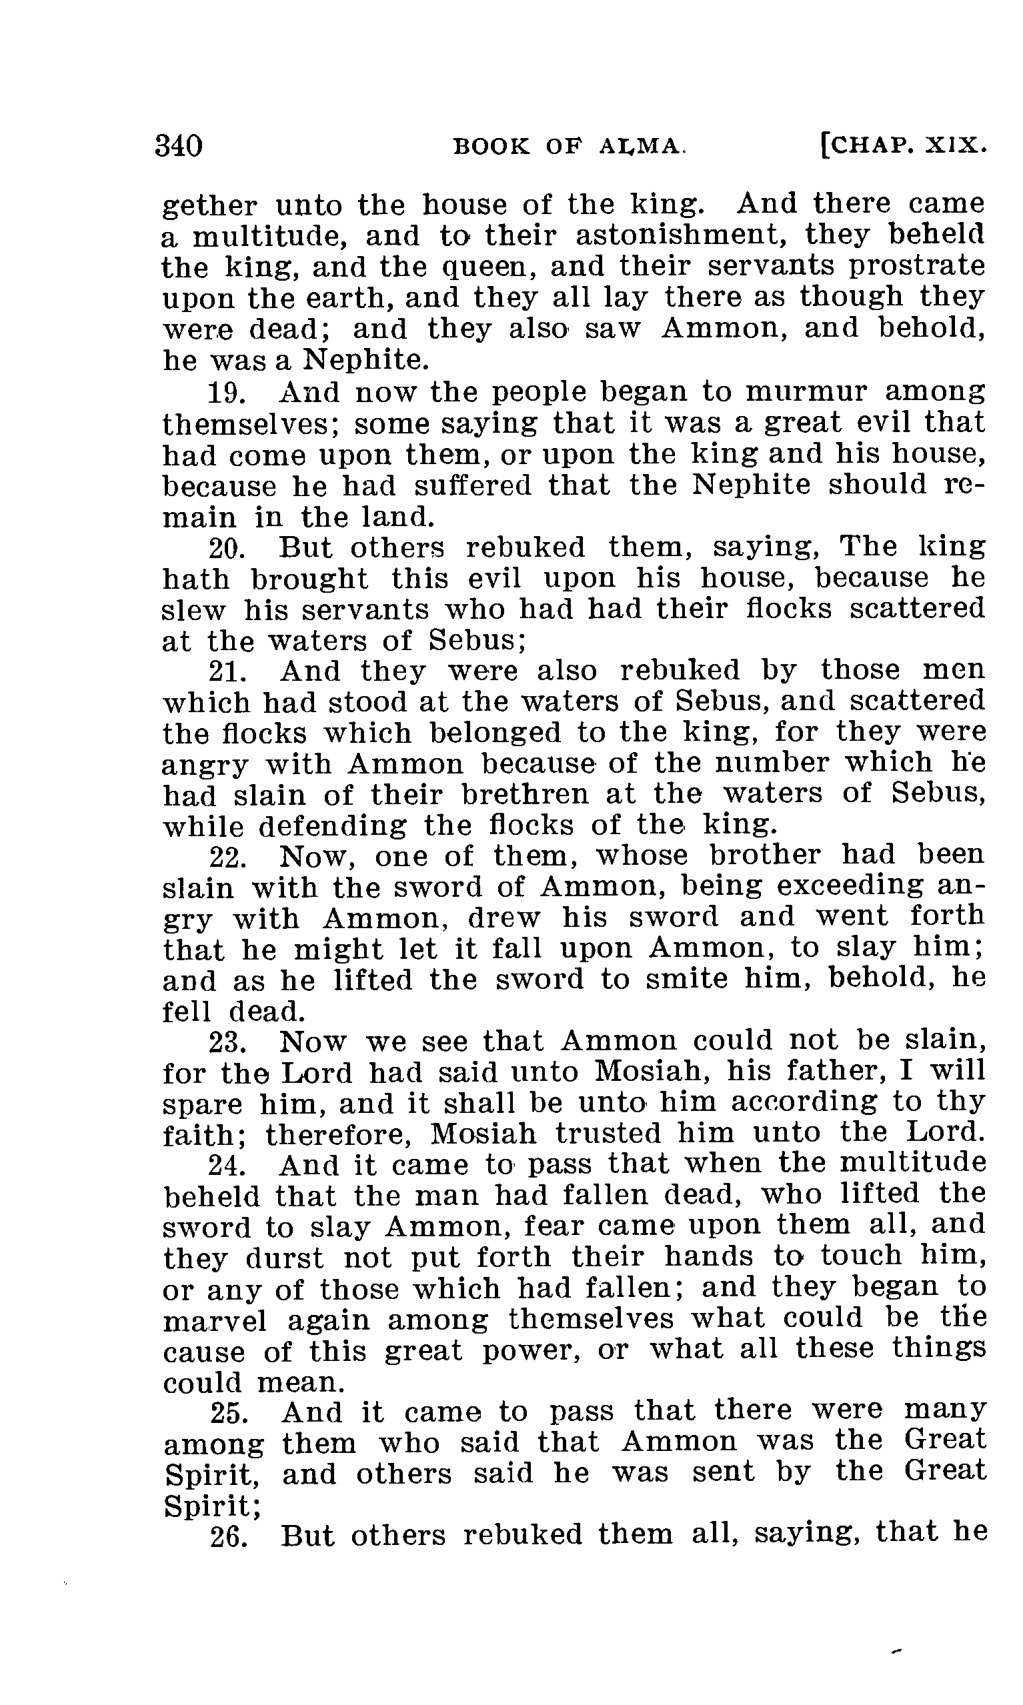 340 BOOK OF ALMA. [CHAP. XIX.
gether unto the house of the king. And there came
a multitude, and to their astonishment, they beheld
the king, and the queen, and their servants prostrate
upon the earth, and they all lay there as though they
were dead; and they also saw Ammon, and behold,
he was a Nephite.
19. And now the people began to murmur among
themselves; some saying that it was a great evil that
had come upon them, or upon the king and his house,
because he had suffered that the Nephite should re-
main in the land.
20. But others rebuked them, saying, The king
hath brought this evil upon his house, because he
slew his servants who had had their flocks scattered
at the waters of Sebus;
21. And they were also rebuked by those men
which had stood at the waters of Sebus, and scattered
the flocks which belonged to the king, for they were
angry with Ammon because of the number which he
had slain of their brethren at the waters of Sebus,
while defending the flocks of the king.
22. Now, one of them, whose brother had been
slain with the sword of Ammon, being exceeding an-
gry with Ammon, drew his sword and went forth
that he might let it fall upon Ammon, to slay him;
and as he lifted the sword to smite him, behold, he
fell dead.
23. Now we see that Ammon could not be slain,
for the Lord had said unto Mosiah, his father, I will
spare him, and it shall be unto him according to thy
faith; therefore, Mosiah trusted him unto the Lord.
24. And it came to pass that when the multitude
beheld that the man had fallen dead, who lifted the
sword to slay Ammon, fear came upon them all, and
they durst not put forth their hands to touch him,
or any of those which had fallen; and they began to
marvel again among themselves what could be the
cause of this great power, or what all these things
could mean.
25. And it came to pass that there were many
among them who said that Ammon was the Great
Spirit, and others said he was sent by the Great
Spirit;
26. But others rebuked them all, saying, that he